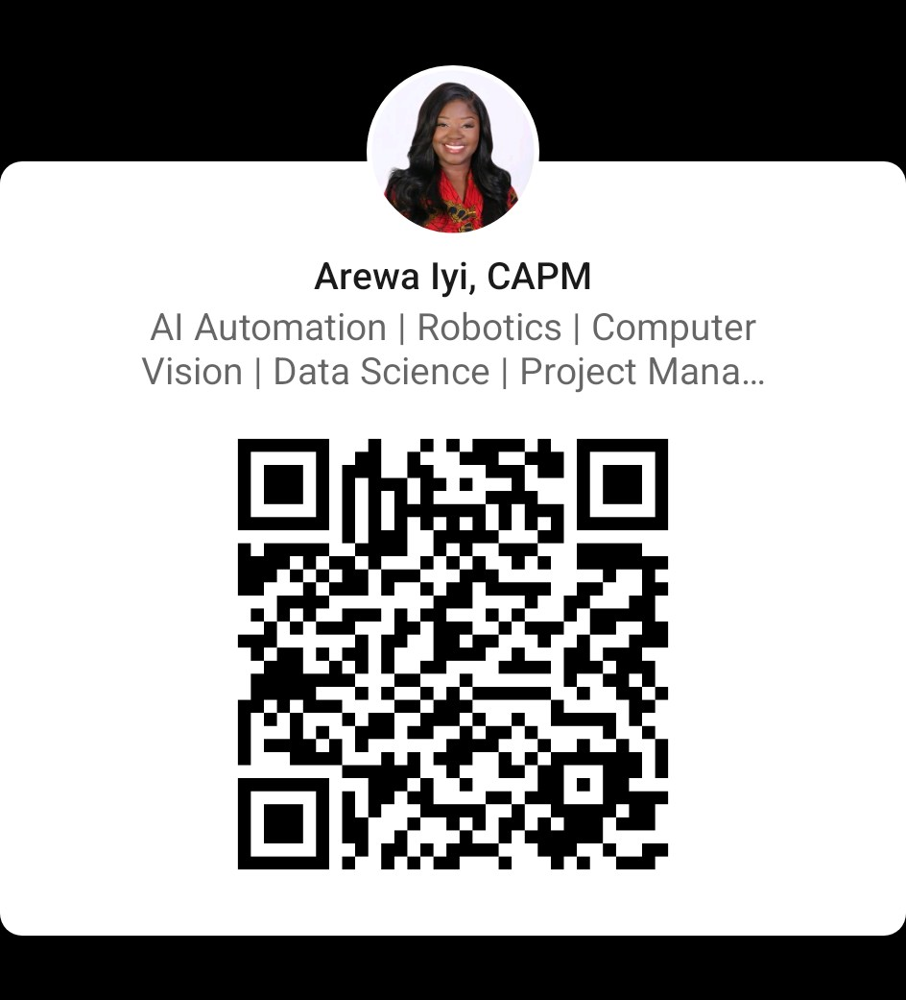 Arewa Iyi, CAPM
AI Automation | Robotics | Computer
Vision | Data Science | Project Mana...